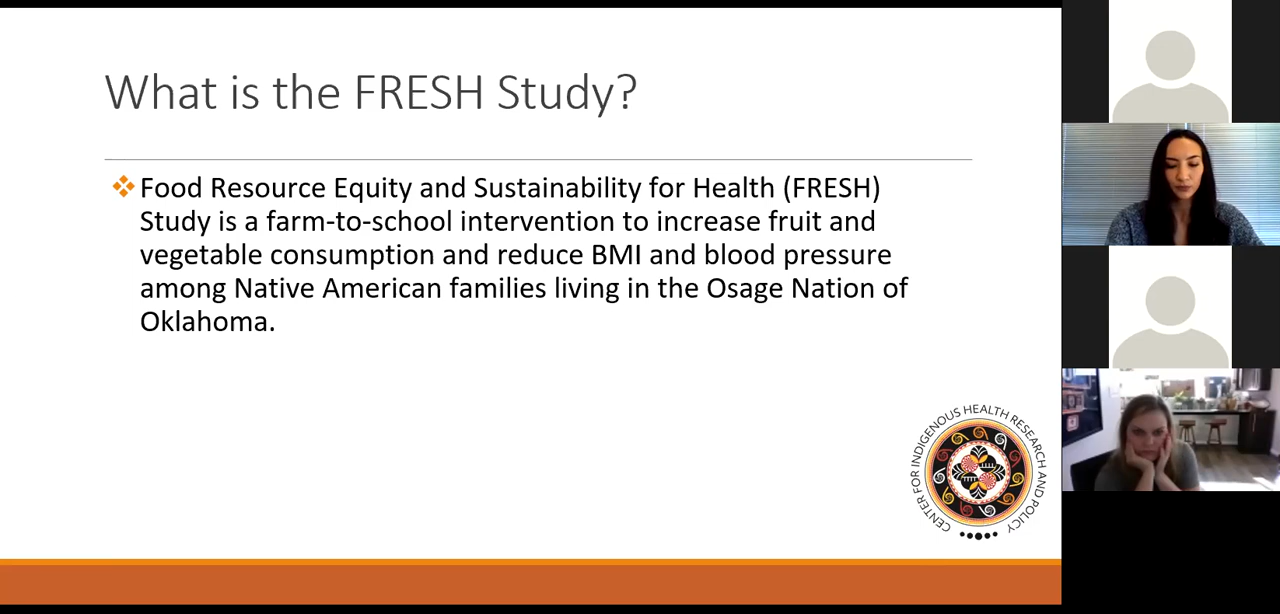 What is the FRESH Study?
Food Resource Equity and Sustainability for Health (FRESH)
Study is a farm-to-school intervention to increase fruit and
vegetable consumption and reduce BMI and blood pressure
among Native American families living in the Osage Nation of
Oklahoma.
CENTER FOR INDIGENOUS HEALTH RESEARCH AND POLICY